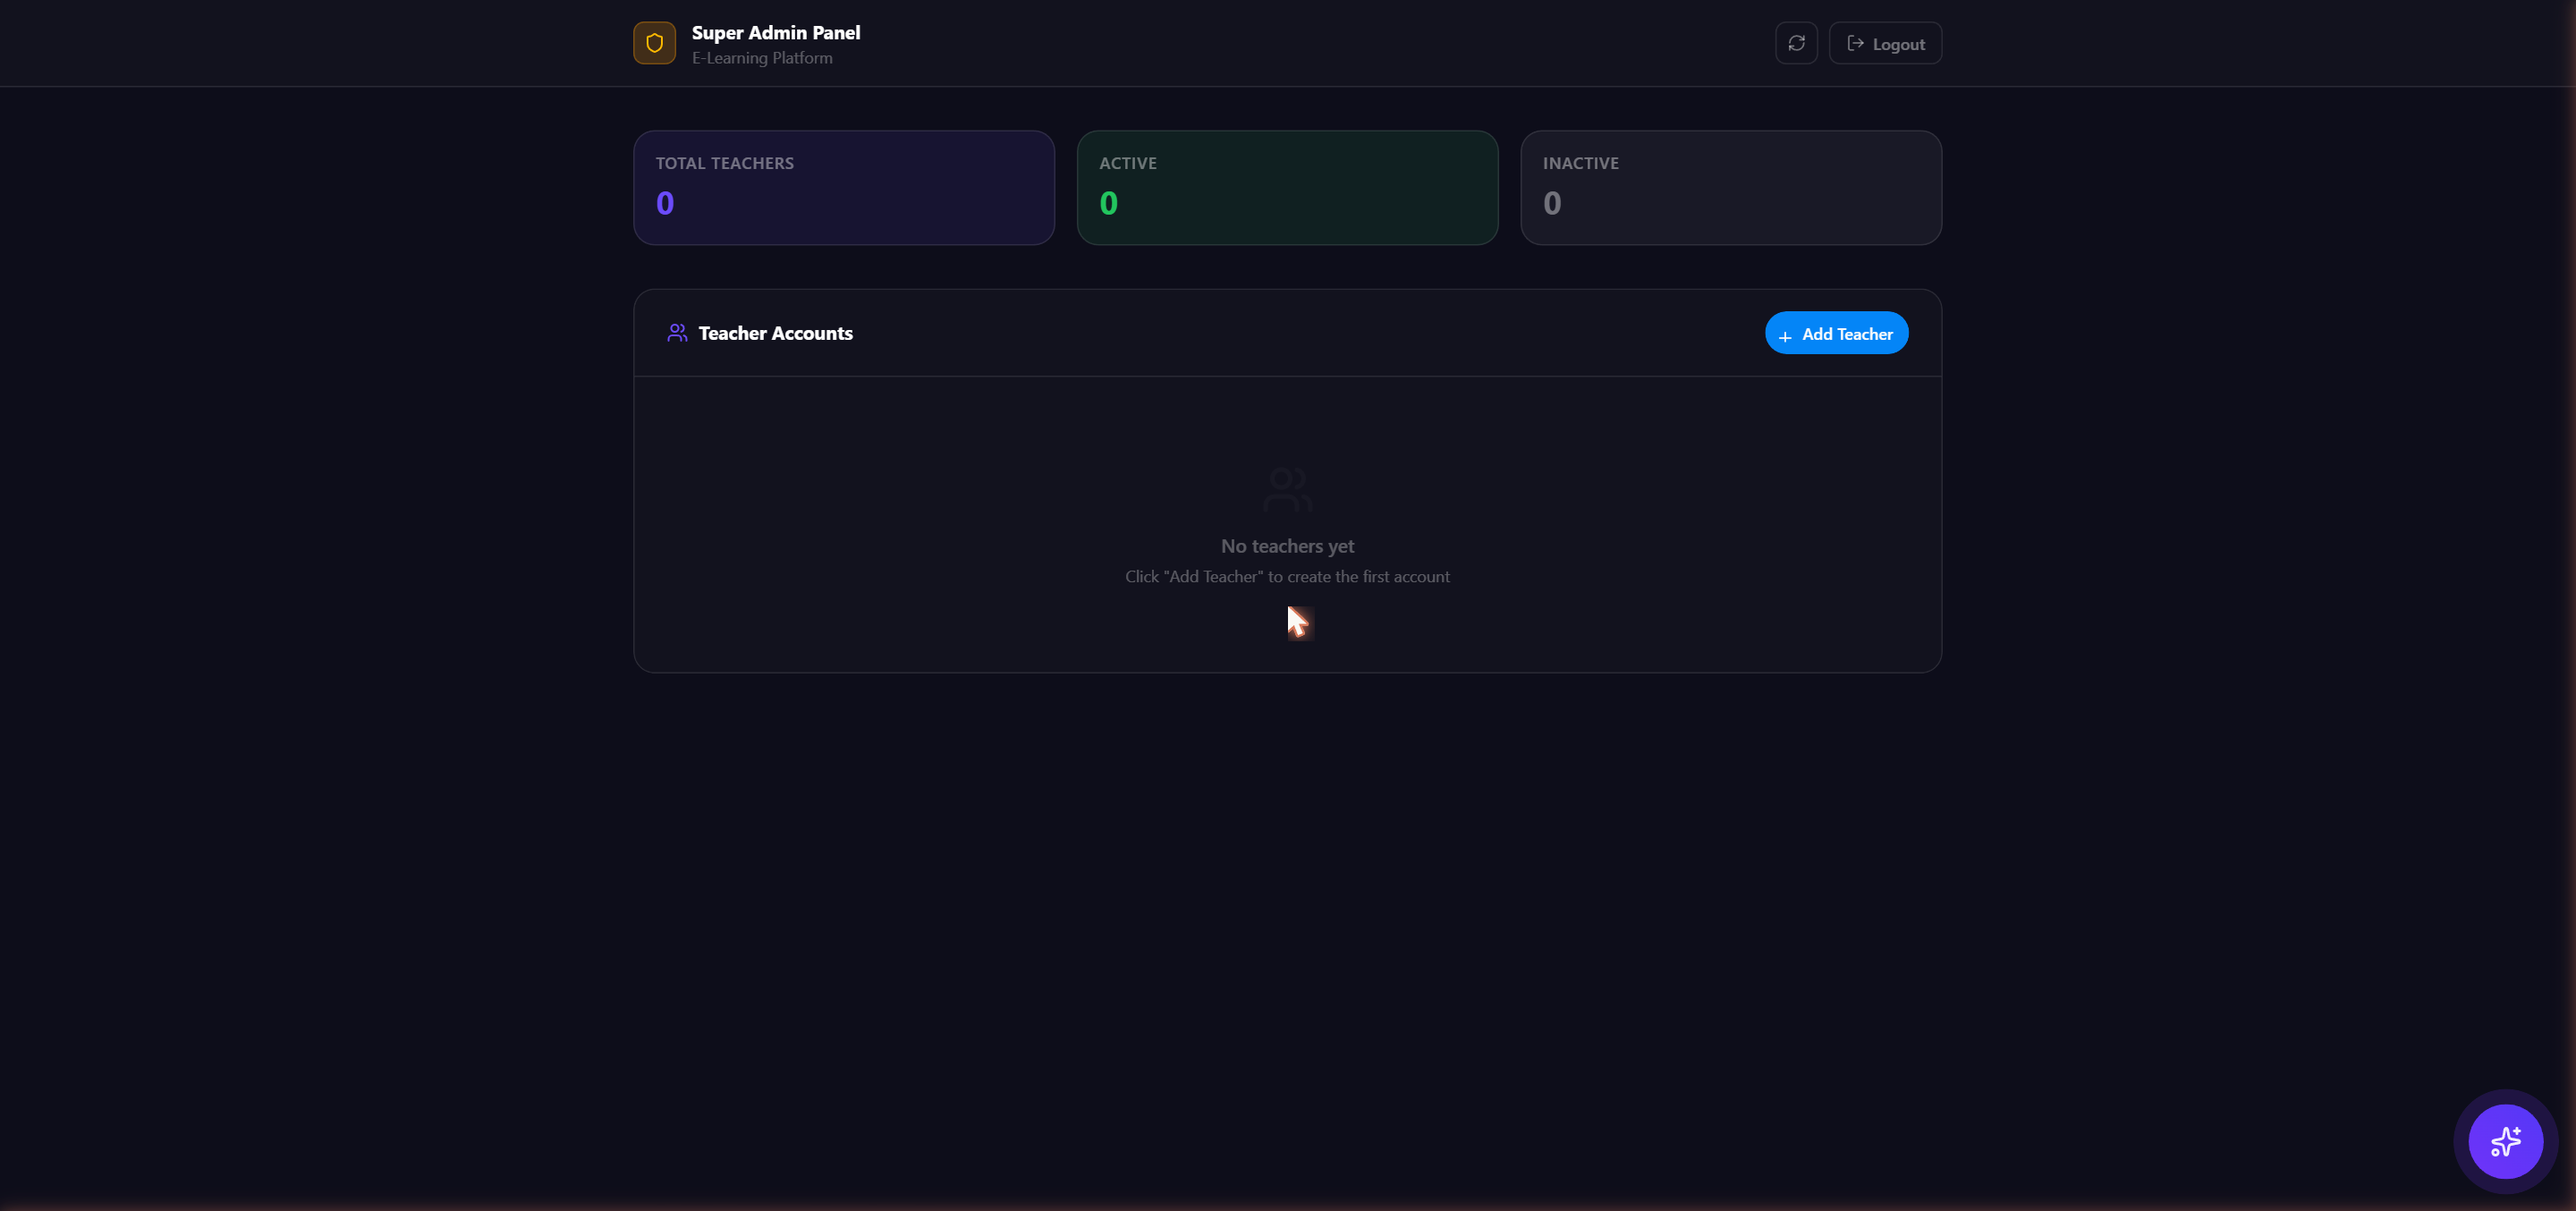 Super Admin Panel
E-Learning Platform
Logout
TOTAL TEACHERS
0
ACTIVE
0
INACTIVE
0
Teacher Accounts
+ Add Teacher
No teachers yet
Click "Add Teacher" to create the first account